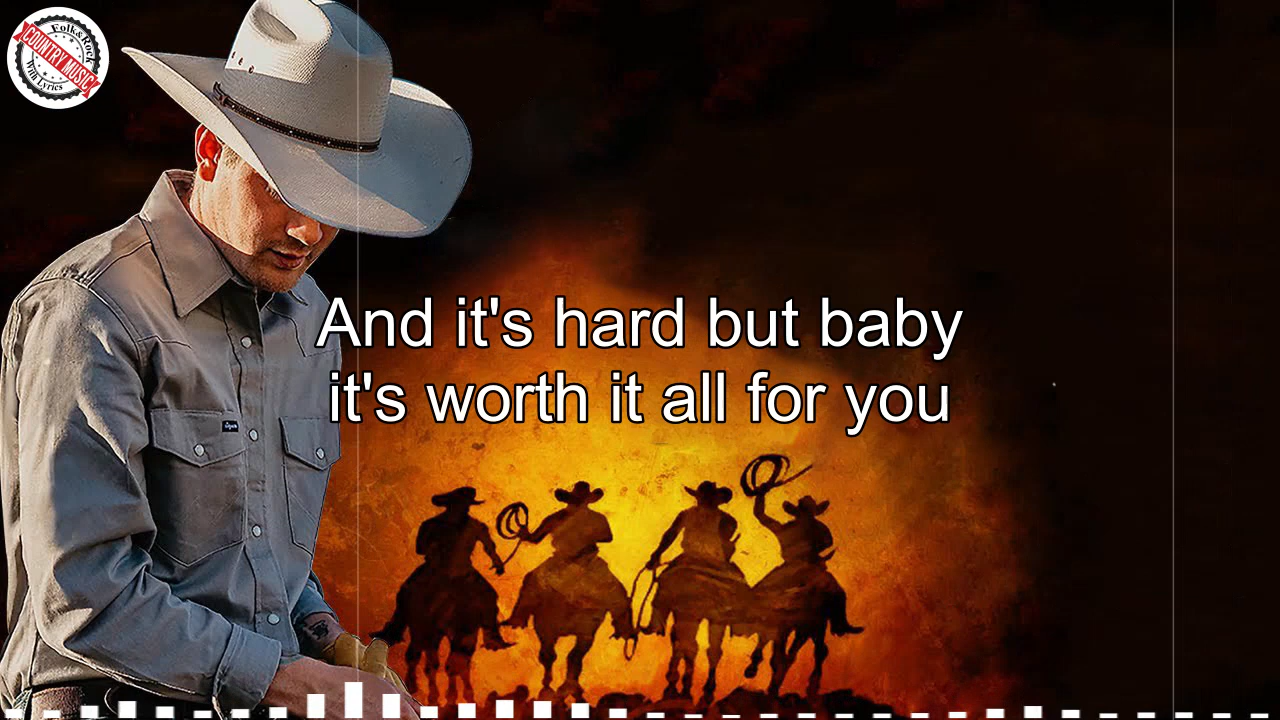 Folk&Rock
COUNTRY MUSIC
With Lyrics
And it's hard but baby
it's worth it all for you